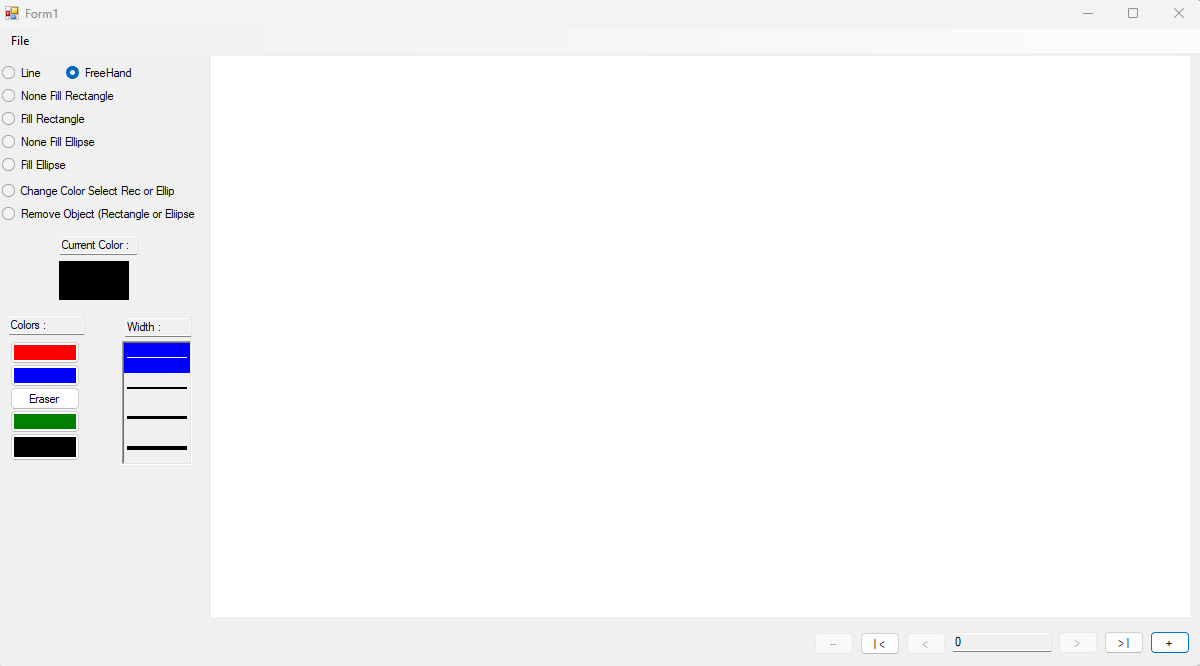 Form1
File
Line FreeHand
None Fill Rectangle
Fill Rectangle
None Fill Ellipse
Fill Ellipse
Change Color Select Rec or Ellip
Remove Object (Rectangle or Eliipse
Current Color :
Colors : Width :
Eraser
-- |< < 0 > >| +